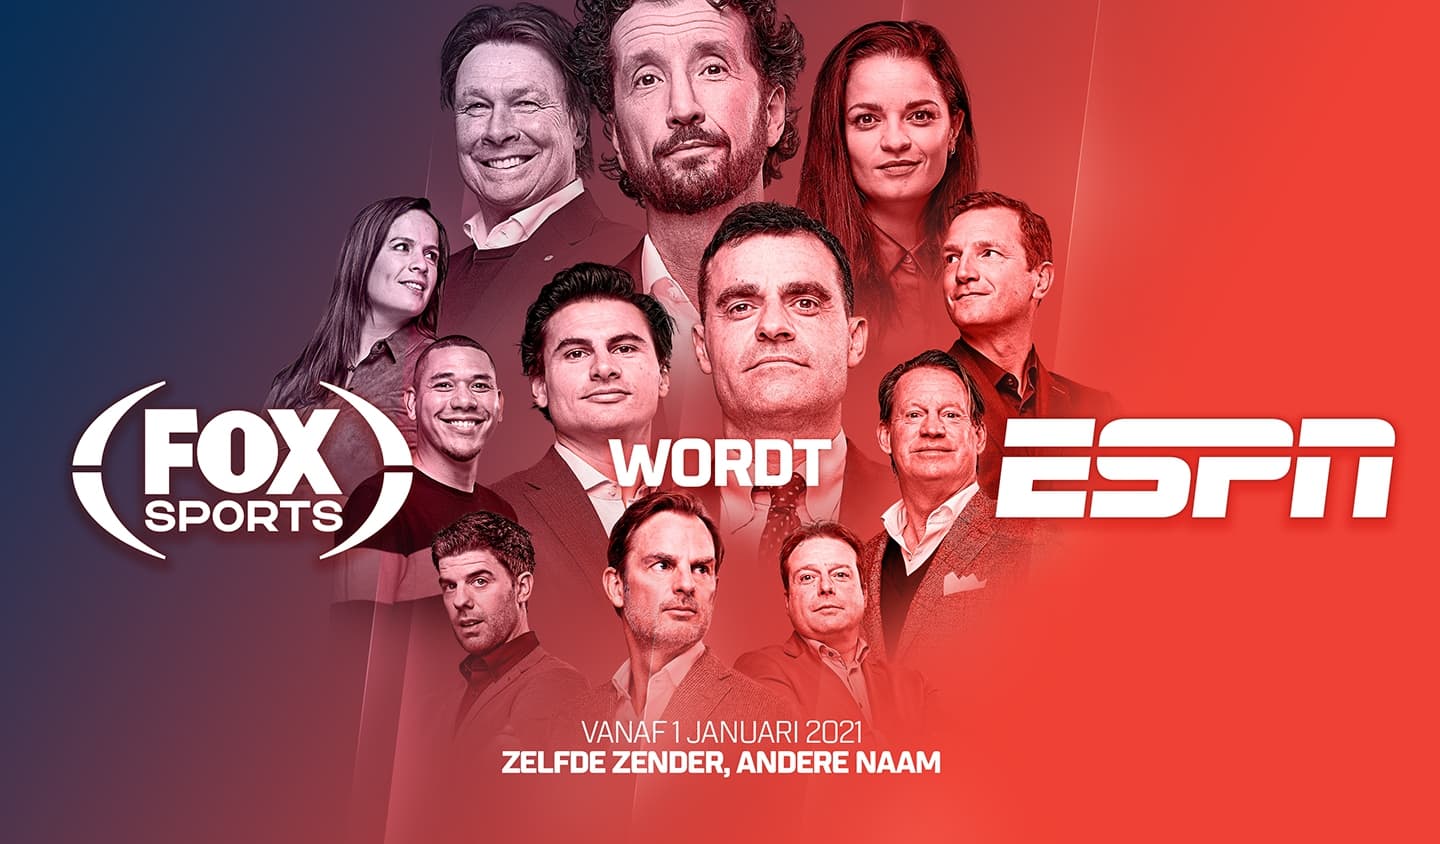 FOX
SPORTS
WORDT
ESPN
VANAF 1 JANUARI 2021
ZELFDE ZENDER, ANDERE NAAM